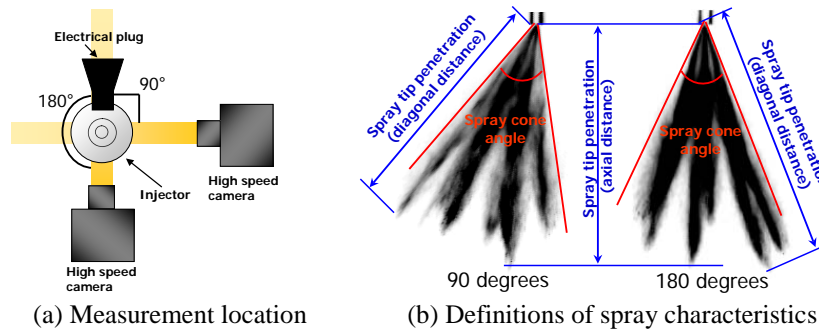 Electrical plug
90°
180°
Injector
High speed
camera
High speed
camera
(a) Measurement location
Spray tip penetration
(diagonal distance)
Spray cone
angle
Spray tip penetration
(axial distance)
Spray cone
angle
Spray tip penetration
(diagonal distance)
90 degrees
180 degrees
(b) Definitions of spray characteristics